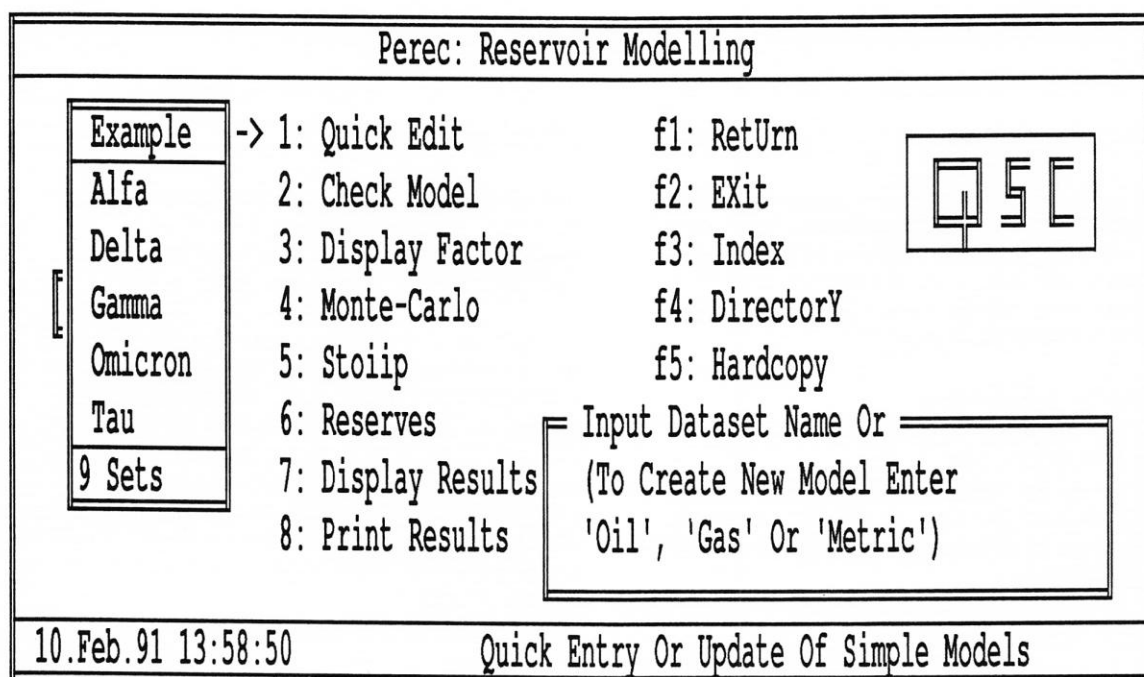 Perec: Reservoir Modelling
Example
Alfa
Delta
Gamma
Omicron
Tau
9 Sets
-> 1: Quick Edit
2: Check Model
3: Display Factor
4: Monte-Carlo
5: Stoiip
6: Reserves
7: Display Results
8: Print Results
f1: RetUrn
f2: EXit
f3: Index
f4: DirectorY
f5: Hardcopy
QSC
Input Dataset Name Or
(To Create New Model Enter
'Oil', 'Gas' Or 'Metric')
10.Feb.91 13:58:50
Quick Entry Or Update Of Simple Models